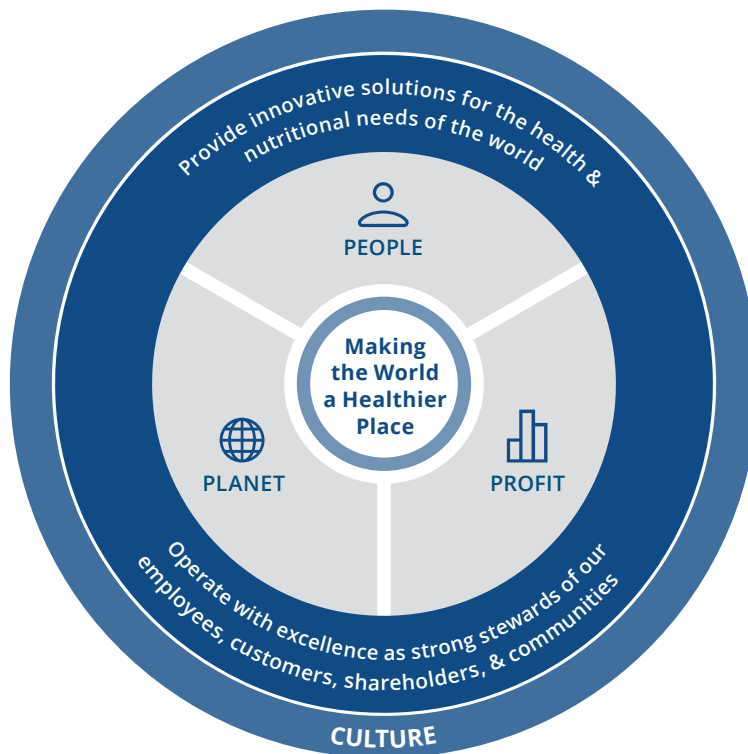 Provide innovative solutions for the health &
nutritional needs of the world
PEOPLE
Making
the World
a Healthier
Place
PLANET
PROFIT
Operate with excellence as strong stewards of our
employees, customers, shareholders, & communities
CULTURE